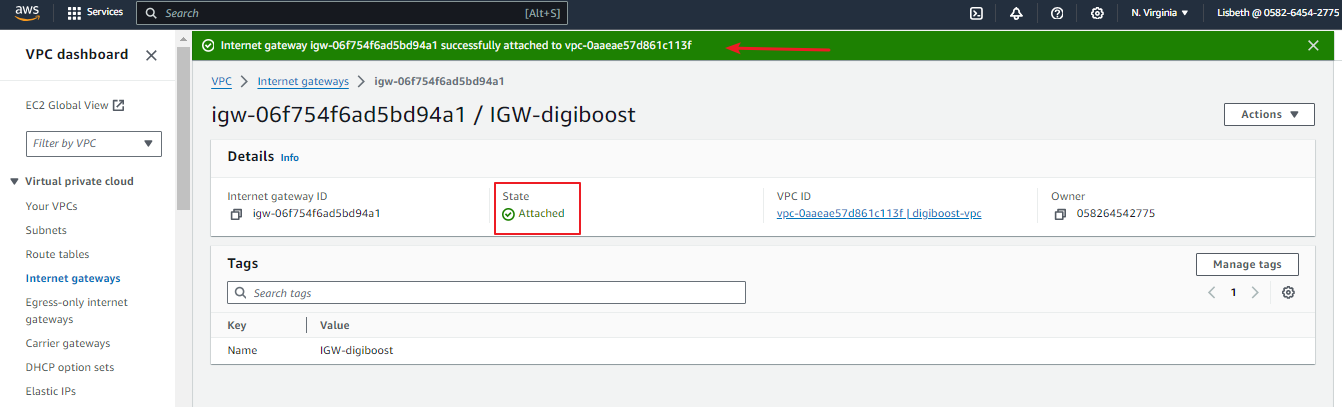 aws
Services
Search
[Alt+S]
N. Virginia
Lisbeth @ 0582-6454-2775
VPC dashboard
EC2 Global View
Filter by VPC
Virtual private cloud
Your VPCs
Subnets
Route tables
Internet gateways
Egress-only internet
gateways
Carrier gateways
DHCP option sets
Elastic IPs
Internet gateway igw-06f754f6ad5bd94a1 successfully attached to vpc-0aaeae57d861c113f
VPC
Internet gateways
igw-06f754f6ad5bd94a1
igw-06f754f6ad5bd94a1 / IGW-digiboost
Actions
Details Info
Internet gateway ID
igw-06f754f6ad5bd94a1
State
Attached
VPC ID
vpc-0aaeae57d861c113f | digiboost-vpc
Owner
058264542775
Tags
Manage tags
Search tags
1
Key Value
Name IGW-digiboost